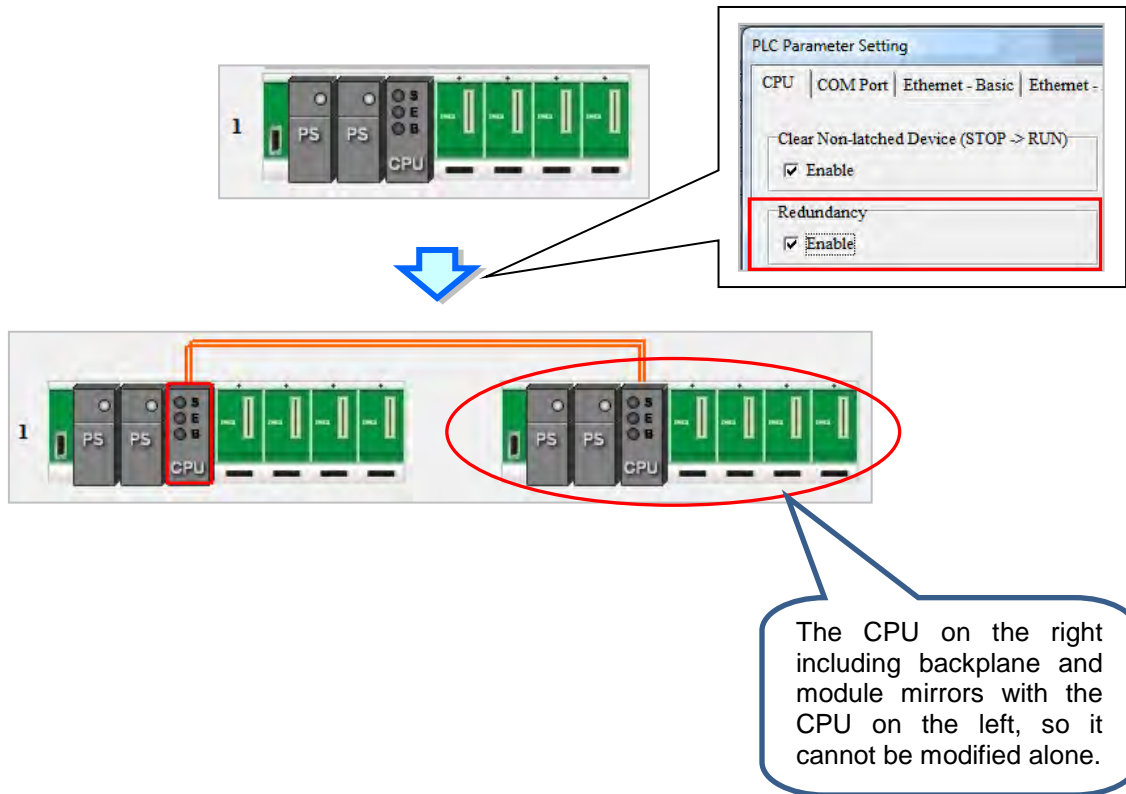 PLC Parameter Setting
CPU COM Port Ethernet - Basic Ethernet -
Clear Non-latched Device (STOP -> RUN)
Enable
Redundancy
Enable
1
PS PS CPU
S
E
B
1
PS PS CPU
S
E
B
PS PS CPU
S
E
B
The CPU on the right
including backplane and
module mirrors with the
CPU on the left, so it
cannot be modified alone.